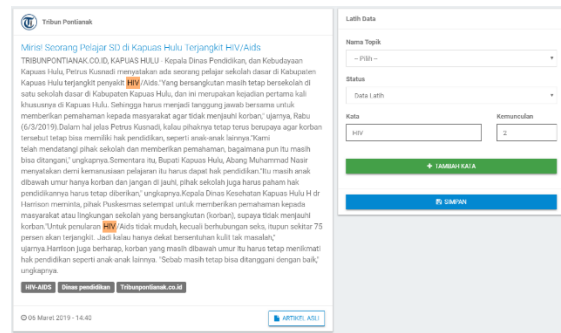 Tribun Pontianak
Miris! Seorang Pelajar SD di Kapuas Hulu Terjangkit HIV/Aids
TRIBUNPONTIANAK.CO.ID, KAPUAS HULU - Kepala Dinas Pendidikan, dan Kebudayaan
Kapuas Hulu, Petrus Kusnadi menyatakan ada seorang pelajar sekolah dasar di Kabupaten
Kapuas Hulu terjangkit penyakit HIV/Aids."Yang bersangkutan masih tetap bersekolah di
satu sekolah dasar di Kabupaten Kapuas Hulu, dan ini merupakan kejadian pertama kali
khususnya di Kapuas Hulu. Sehingga harus menjadi tanggung jawab bersama untuk
memberikan pemahaman kepada masyarakat agar tidak menjauhi korban," ujarnya, Rabu
(6/3/2019).Dalam hal jelas Petrus Kusnadi, kalau pihaknya tetap terus berupaya agar korban
tersebut tetap bisa memiliki hak pendidikan, seperti anak-anak lainnya."Kami
telah mendatangi pihak sekolah dan memberikan pemahaman, bagaimana pun itu masih
bisa ditangani," ungkapnya.Sementara itu, Bupati Kapuas Hulu, Abang Muhammad Nasir
menyatakan demi kemanusiaan pelajaran itu harus dapat hak pendidikan."Itu masih anak
dibawah umur hanya korban dan jangan di jauhi, pihak sekolah juga harus paham hak
pendidikannya harus tetap diberikan," ungkapnya.Kepala Dinas Kesehatan Kapuas Hulu H dr
Harrison meminta, pihak Puskesmas setempat untuk memberikan pemahaman kepada
masyarakat atau lingkungan sekolah yang bersangkutan (korban), supaya tidak menjauhi
korban."Untuk penularan HIV/Aids tidak mudah, kecuali berhubungan seks, itupun sekitar 75
persen akan terjangkit. Jadi kalau hanya dekat bersentuhan kulit tak masalah,"
ujarnya.Harrison juga berharap, korban yang masih dibawah umur itu harus tetap menikmati
hak pendidikan seperti anak-anak lainnya. "Sebab masih tetap bisa ditangani dengan baik,"
ungkapnya.
HIV-AIDS Dinas pendidikan Tribunpontianak.co.id
06 Maret 2019 - 14:40
ARTIKEL ASLI
Latih Data
Nama Topik
-- Pilih --
Status
Data Latih
Kata Kemunculan
HIV 2
+ TAMBAH KATA
SIMPAN